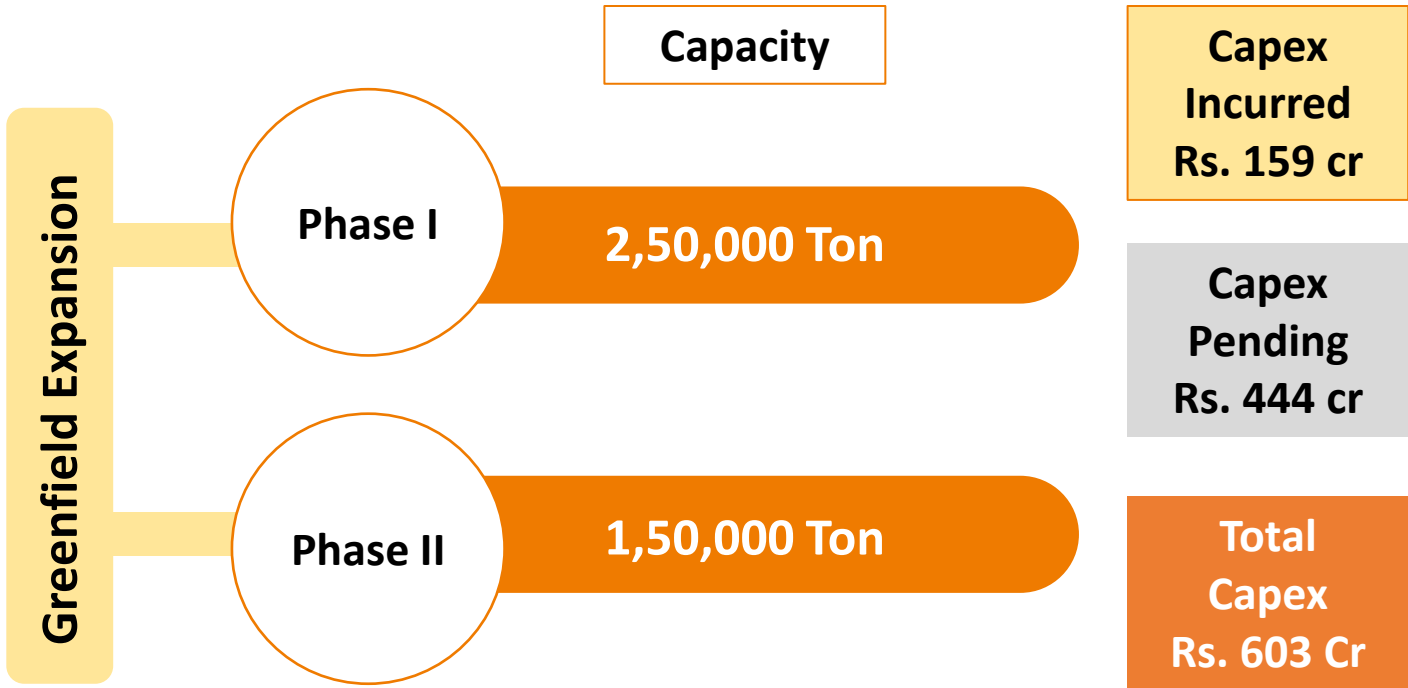 Greenfield Expansion
Capacity
Phase I
2,50,000 Ton
Phase II
1,50,000 Ton
Capex
Incurred
Rs. 159 cr
Capex
Pending
Rs. 444 cr
Total
Capex
Rs. 603 Cr